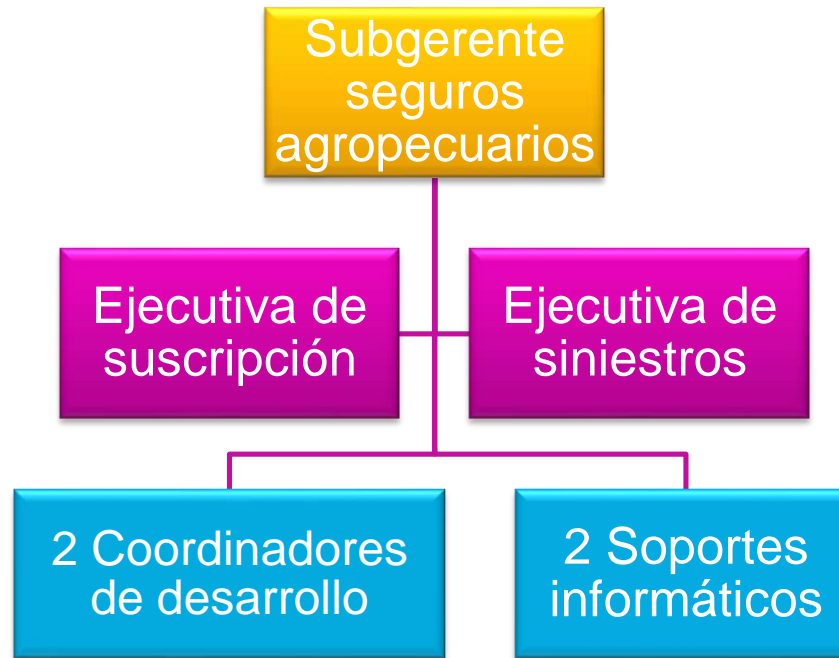 Subgerente
seguros
agropecuarios
Ejecutiva de
suscripción
Ejecutiva de
siniestros
2 Coordinadores
de desarrollo
2 Soportes
informáticos